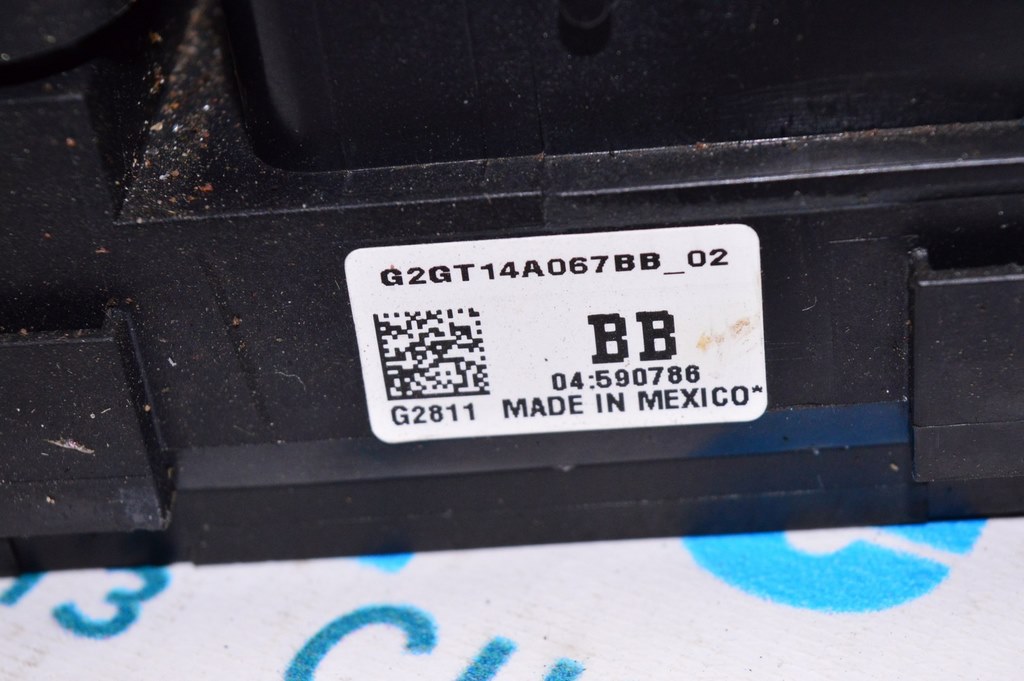 G2GT14A067BB_02
BB
04:590786
G2811 MADE IN MEXICO*